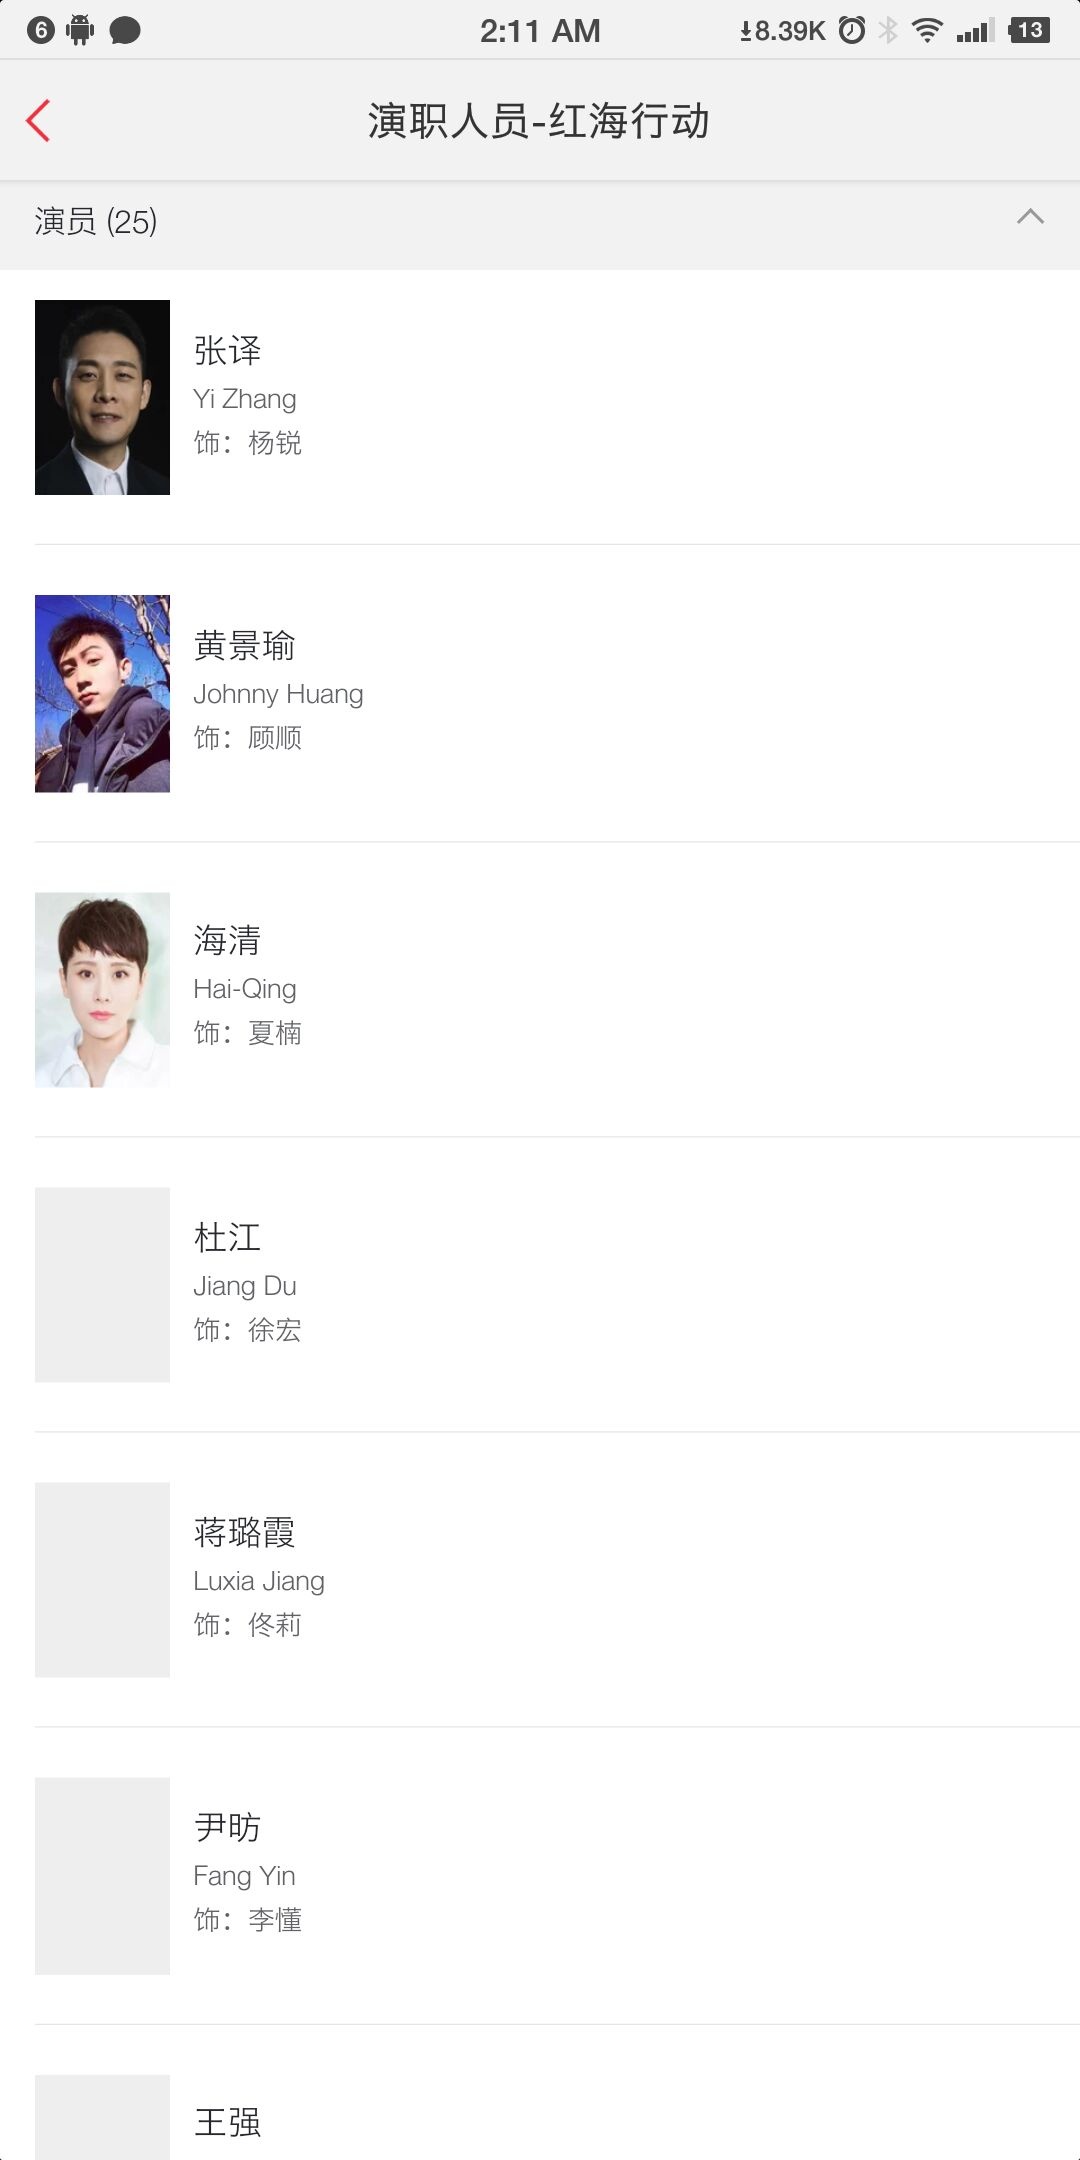 6
2:11 AM
8.39K
13
演职人员-红海行动
演员 (25)
张译
Yi Zhang
饰：杨锐
黄景瑜
Johnny Huang
饰：顾顺
海清
Hai-Qing
饰：夏楠
杜江
Jiang Du
饰：徐宏
蒋璐霞
Luxia Jiang
饰：佟莉
尹昉
Fang Yin
饰：李懂
王强